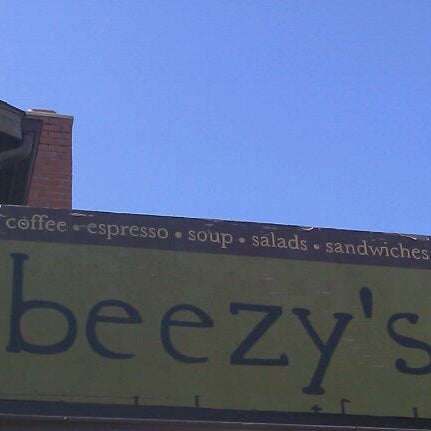 coffee • espresso • soup • salads • sandwiches
beezy's